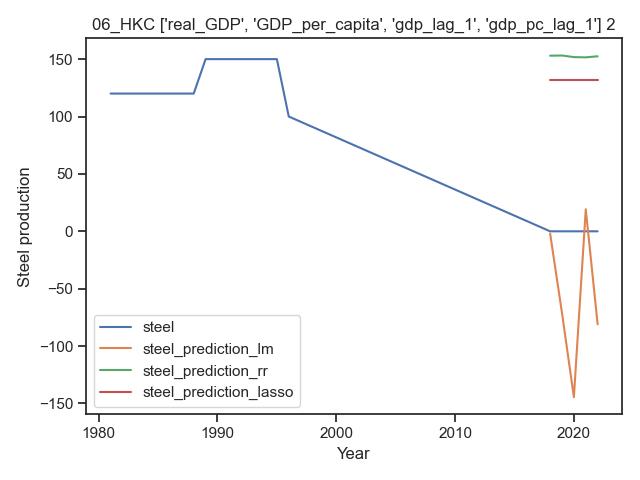 06_HKC ['real_GDP', 'GDP_per_capita', 'gdp_lag_1', 'gdp_pc_lag_1'] 2
Steel production
150
100
50
0
−50
−100
−150
steel
steel_prediction_lm
steel_prediction_rr
steel_prediction_lasso
1980
1990
2000
2010
2020
Year